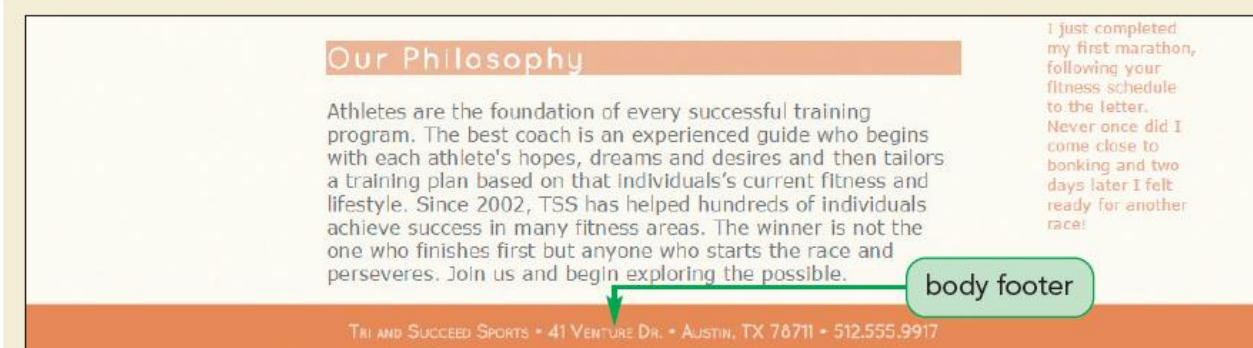 Our Philosophy
Athletes are the foundation of every successful training
program. The best coach is an experienced guide who begins
with each athlete's hopes, dreams and desires and then tailors
a training plan based on that individuals's current fitness and
lifestyle. Since 2002, TSS has helped hundreds of individuals
achieve success in many fitness areas. The winner is not the
one who finishes first but anyone who starts the race and
perseveres. Join us and begin exploring the possible.
I just completed
my first marathon,
following your
fitness schedule
to the letter.
Never once did I
come close to
bonking and two
days later I felt
ready for another
race!
body footer
Tri and Succeed Sports • 41 Venture Dr. • Austin, TX 78711 • 512.555.9917